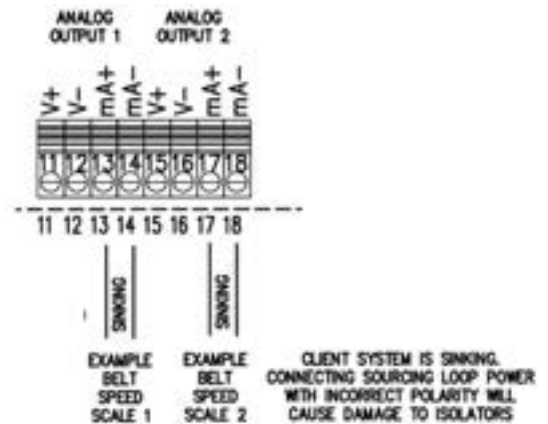 ANALOG OUTPUT 1
ANALOG OUTPUT 2
V+ V- mA+ mA- V+ V- mA+ mA-
11 12 13 14 15 16 17 18
11 12 13 14 15 16 17 18
SINKING
SINKING
EXAMPLE
BELT
SPEED
SCALE 1
EXAMPLE
BELT
SPEED
SCALE 2
CLIENT SYSTEM IS SINKING.
CONNECTING SOURCING LOOP POWER
WITH INCORRECT POLARITY WILL
CAUSE DAMAGE TO ISOLATORS